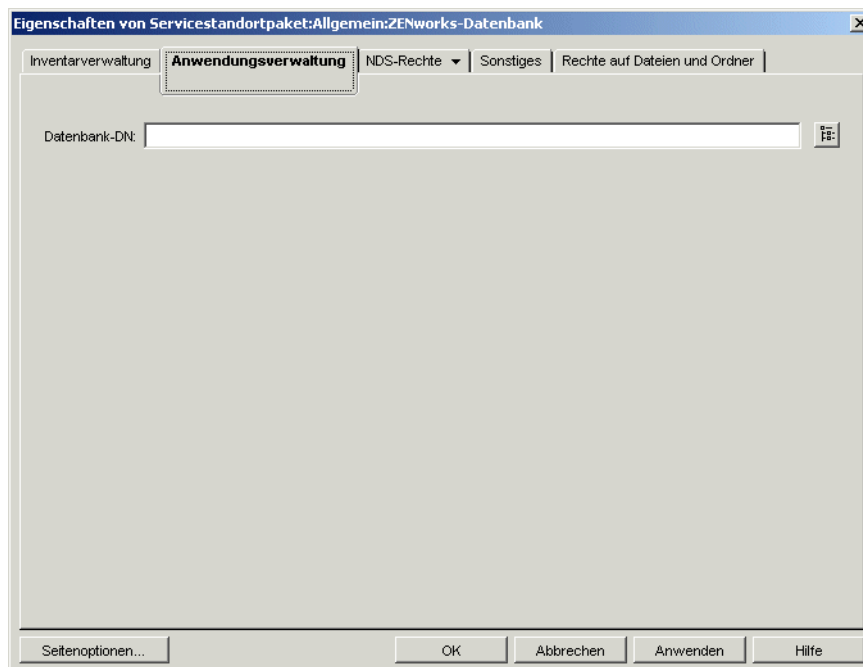 Eigenschaften von Servicestandortpaket:Allgemein:ZENworks-Datenbank
Inventarverwaltung Anwendungsverwaltung NDS-Rechte Sonstiges Rechte auf Dateien und Ordner
Datenbank-DN:
Seitenoptionen... OK Abbrechen Anwenden Hilfe